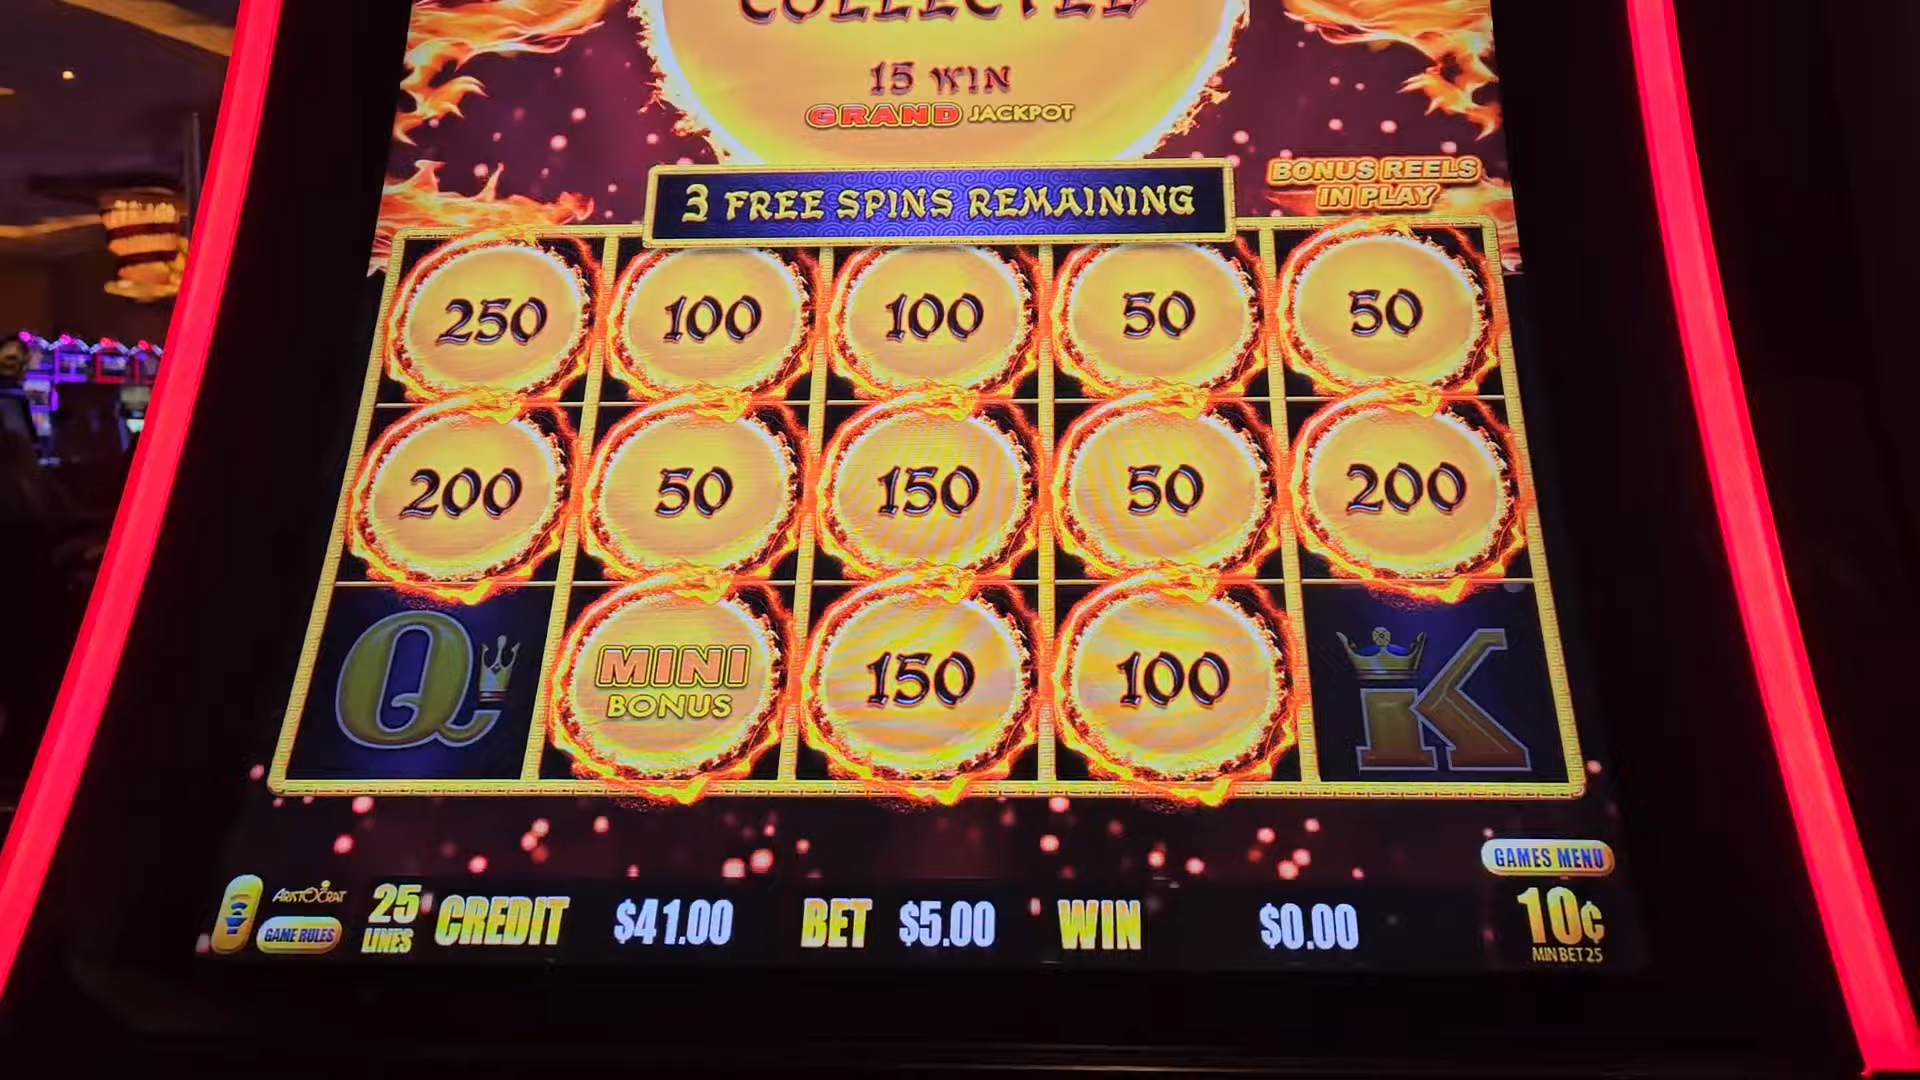 COLLECTED
15 WIN
GRAND JACKPOT
3 FREE SPINS REMAINING
BONUS REELS
IN PLAY
250 100 100 50 50
200 50 150 50 200
Q MINI
BONUS 150 100 K
GAMES MENU
ARISTOCRAT
GAME RULES
25
LINES
CREDIT $41.00 BET $5.00 WIN $0.00
10¢
MIN BET 25